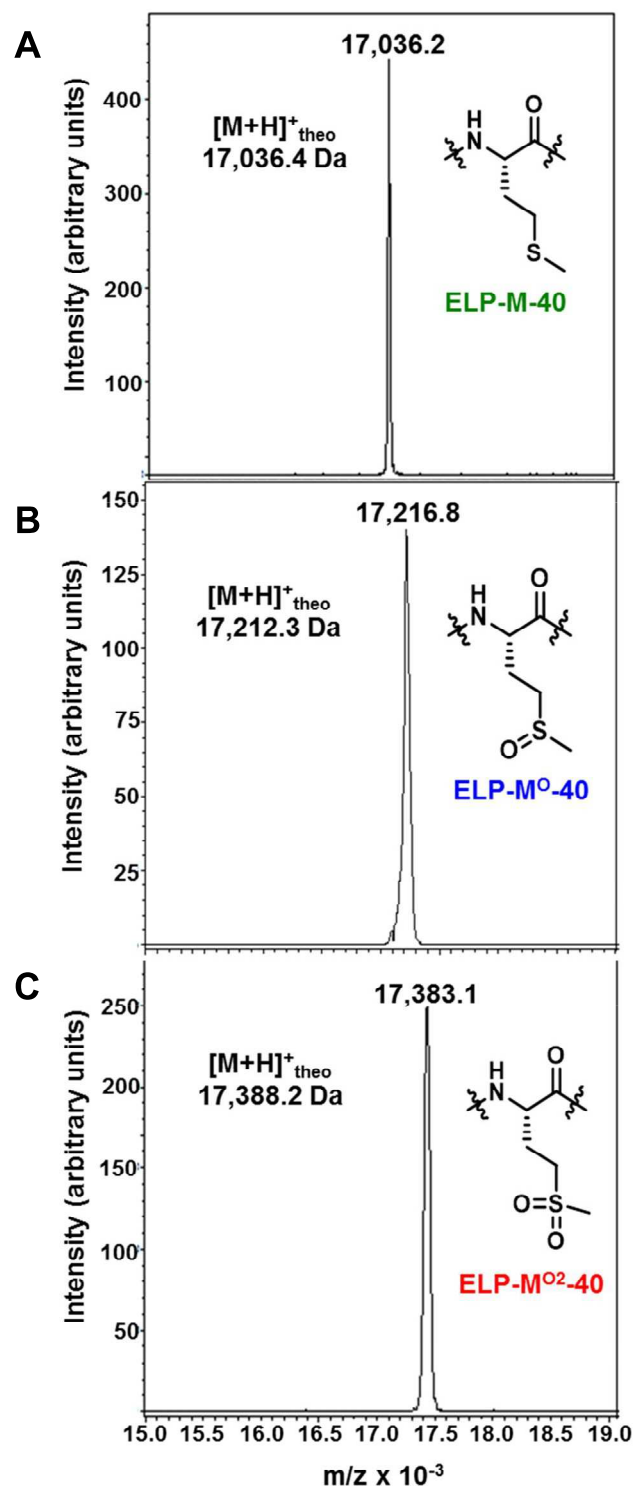 A
17,036.2
[M+H]⁺theo
17,036.4 Da
H
N
O
S
ELP-M-40
Intensity (arbitrary units)
400
300
200
100
B
17,216.8
[M+H]⁺theo
17,212.3 Da
H
N
O
S
O
ELP-Mᴼ-40
Intensity (arbitrary units)
150
125
100
75
50
25
C
17,383.1
[M+H]⁺theo
17,388.2 Da
H
N
O
O
S
O
ELP-Mᴼ²-40
Intensity (arbitrary units)
250
200
150
100
50
15.0 15.5 16.0 16.5 17.0 17.5 18.0 18.5 19.0
m/z x 10⁻³